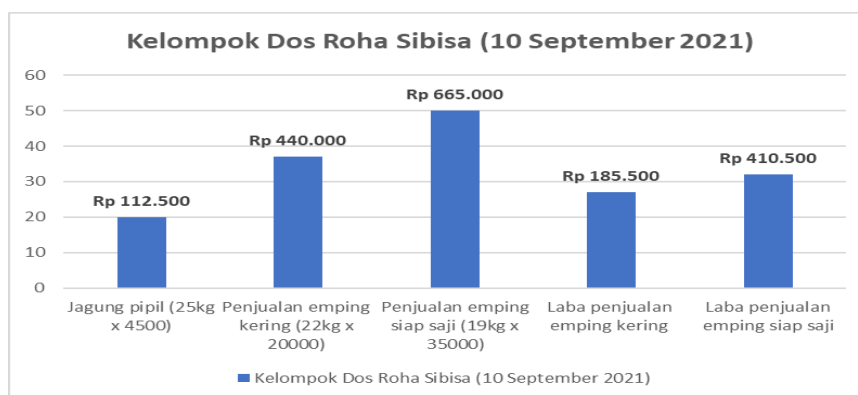 Kelompok Dos Roha Sibisa (10 September 2021)
60
50
40
30
20
10
0
Rp 112.500
Rp 440.000
Rp 665.000
Rp 185.500
Rp 410.500
Jagung pipil (25kg
x 4500)
Penjualan emping
kering (22kg x
20000)
Penjualan emping
siap saji (19kg x
35000)
Laba penjualan
emping kering
Laba penjualan
emping siap saji
Kelompok Dos Roha Sibisa (10 September 2021)